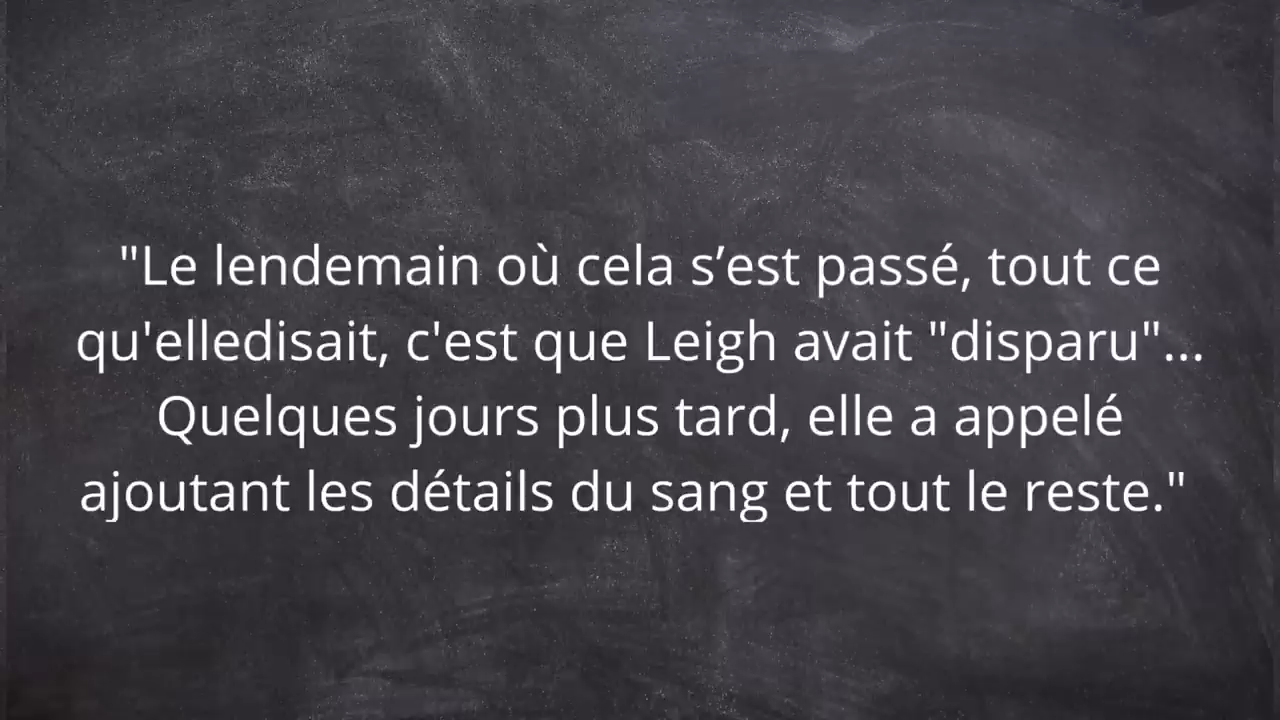 "Le lendemain où cela s’est passé, tout ce
qu'elledisait, c'est que Leigh avait "disparu"...
Quelques jours plus tard, elle a appelé
ajoutant les détails du sang et tout le reste."